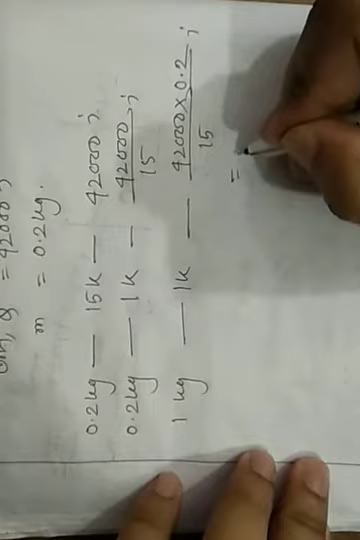 Q = 42000 j
m = 0.2 kg.
0.2 kg — 15 K — 42000 j
0.2 kg — 1 K — 42000/15 j
1 kg — 1 K — 42000 × 0.2/15 j
=